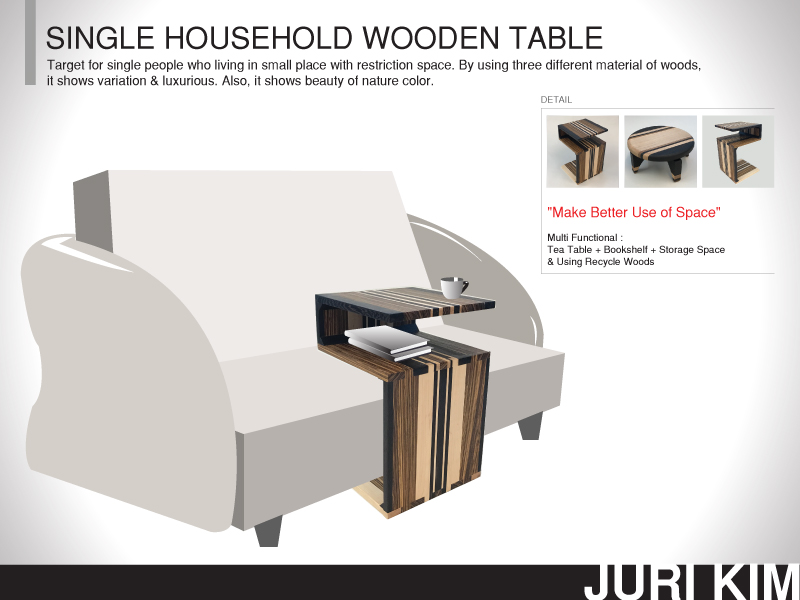 SINGLE HOUSEHOLD WOODEN TABLE
Target for single people who living in small place with restriction space. By using three different material of woods,
it shows variation & luxurious. Also, it shows beauty of nature color.
DETAIL
"Make Better Use of Space"
Multi Functional :
Tea Table + Bookshelf + Storage Space
& Using Recycle Woods
JURI KIM